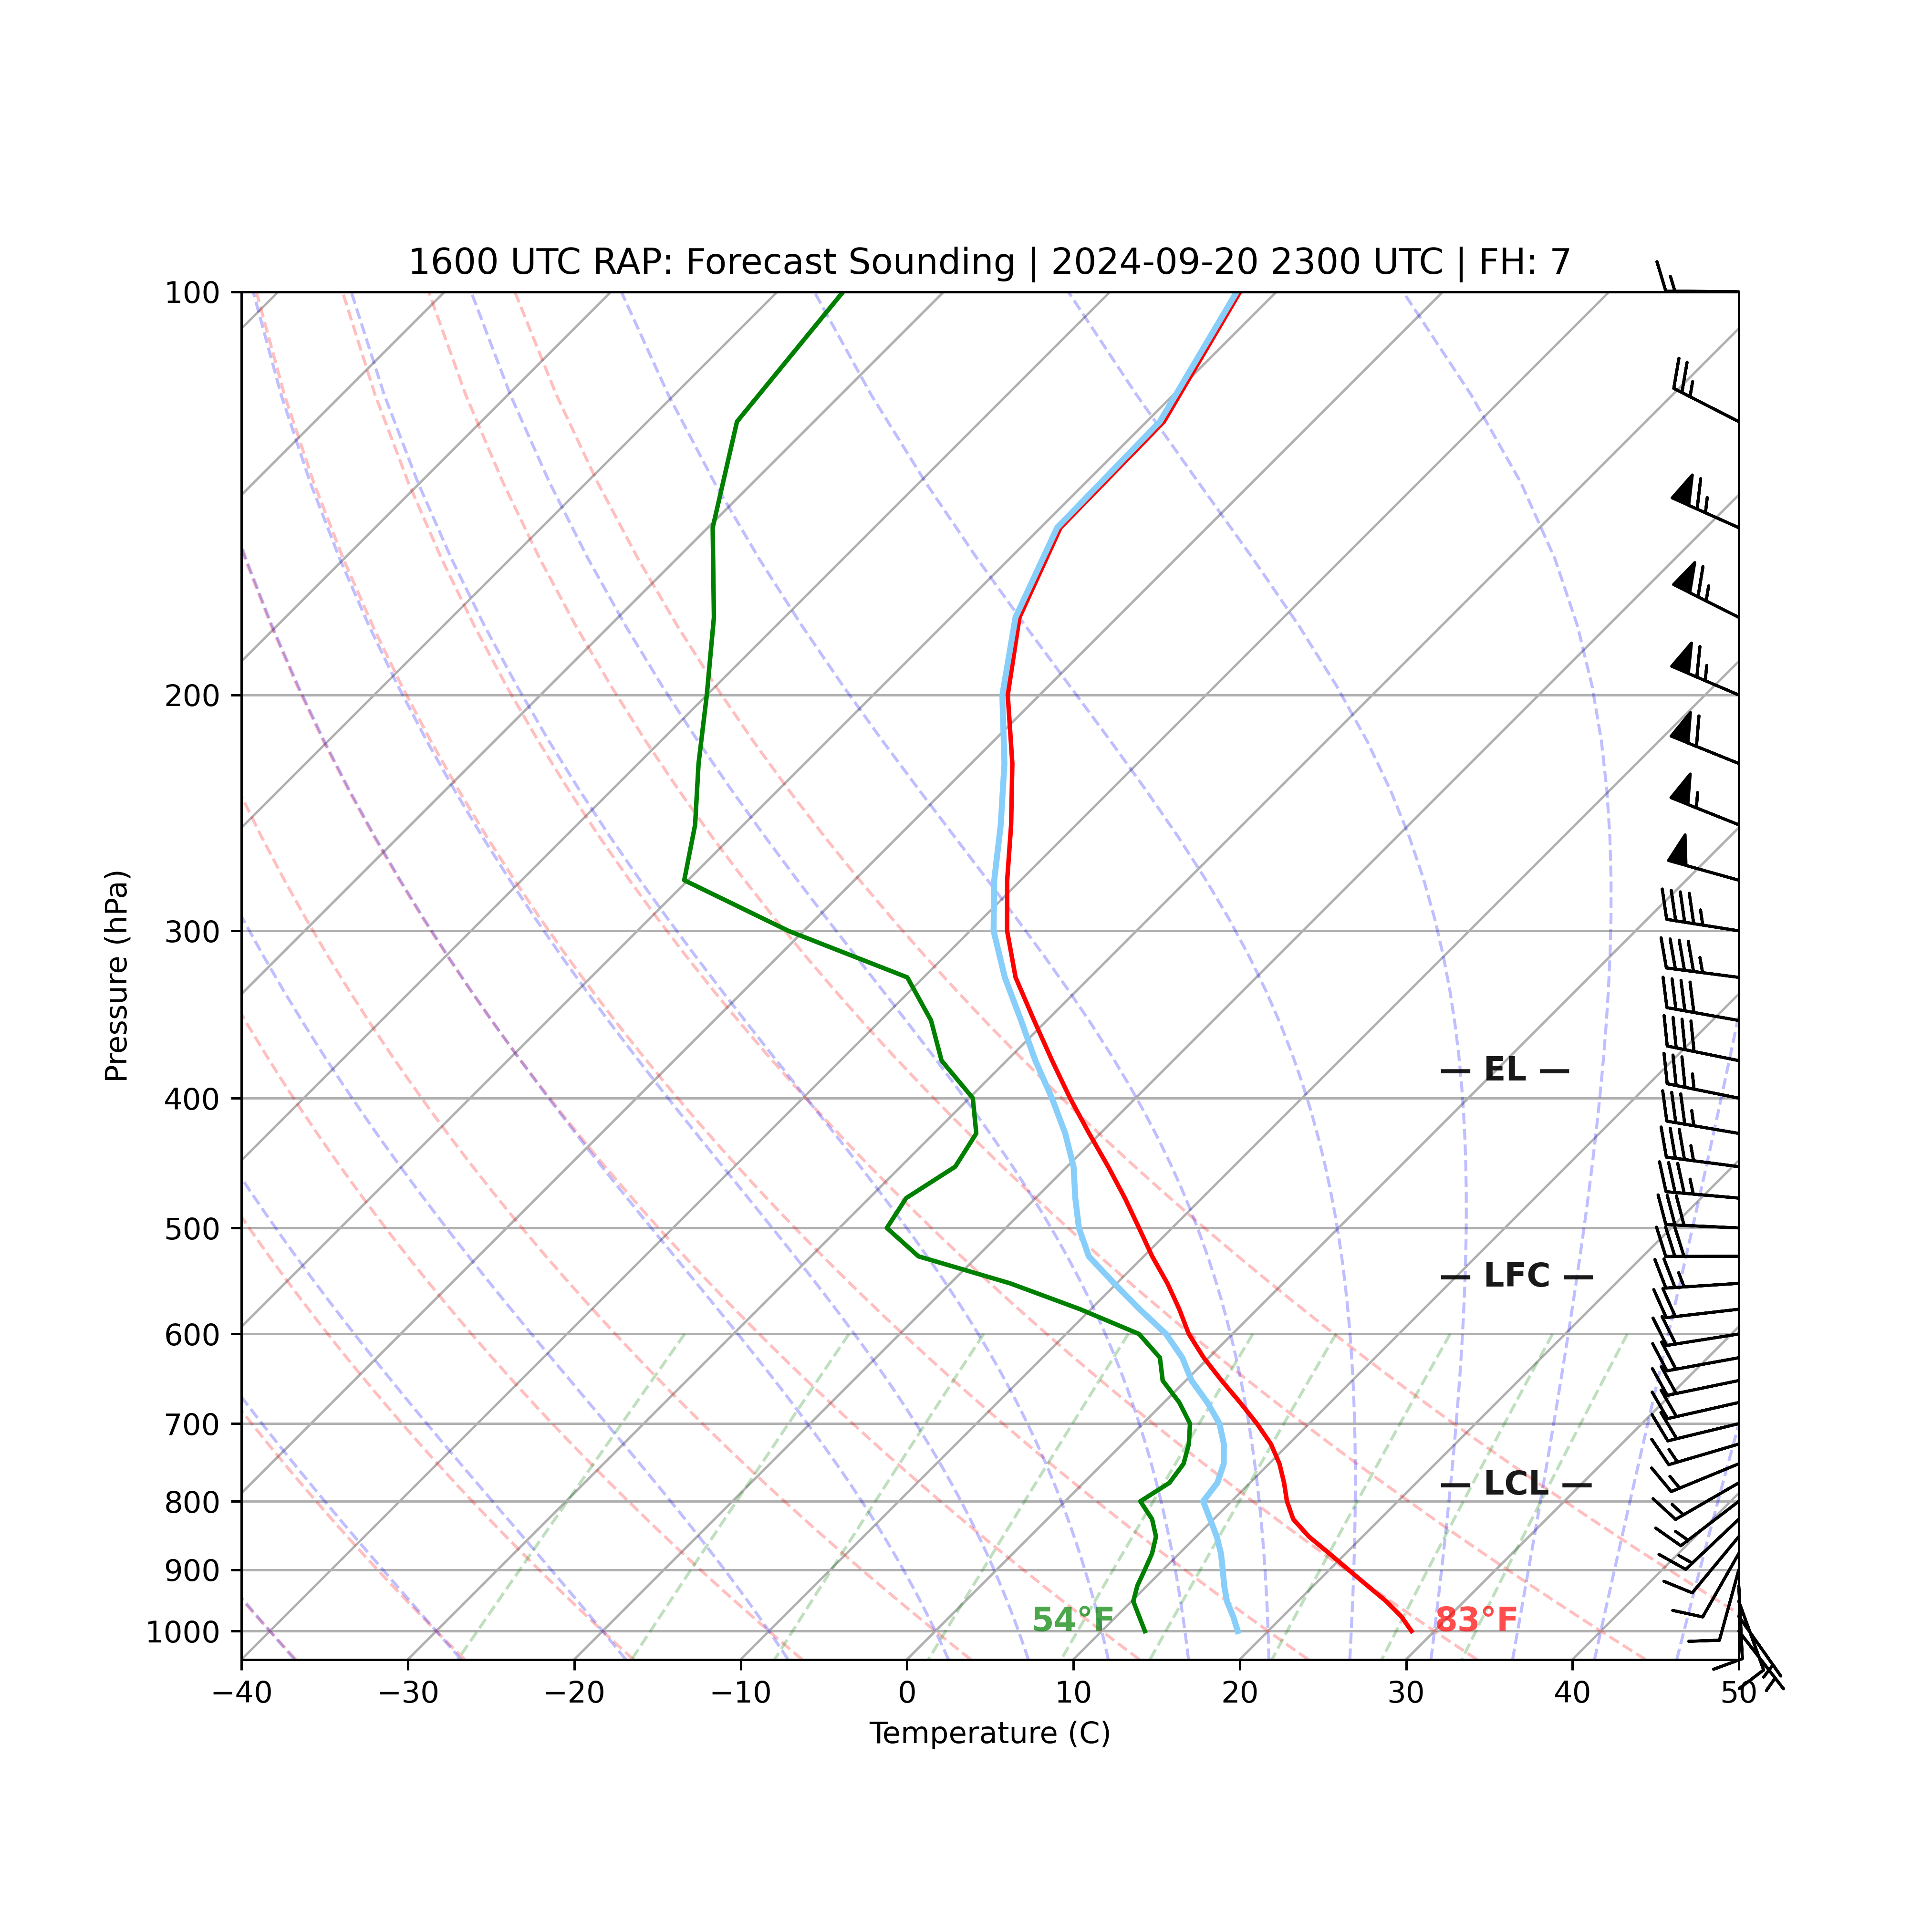 1600 UTC RAP: Forecast Sounding | 2024-09-20 2300 UTC | FH: 7
100
200
300
400
500
600
700
800
900
1000
Pressure (hPa)
— EL —
— LFC —
— LCL —
54°F
83°F
−40 −30 −20 −10 0 10 20 30 40 50
Temperature (C)